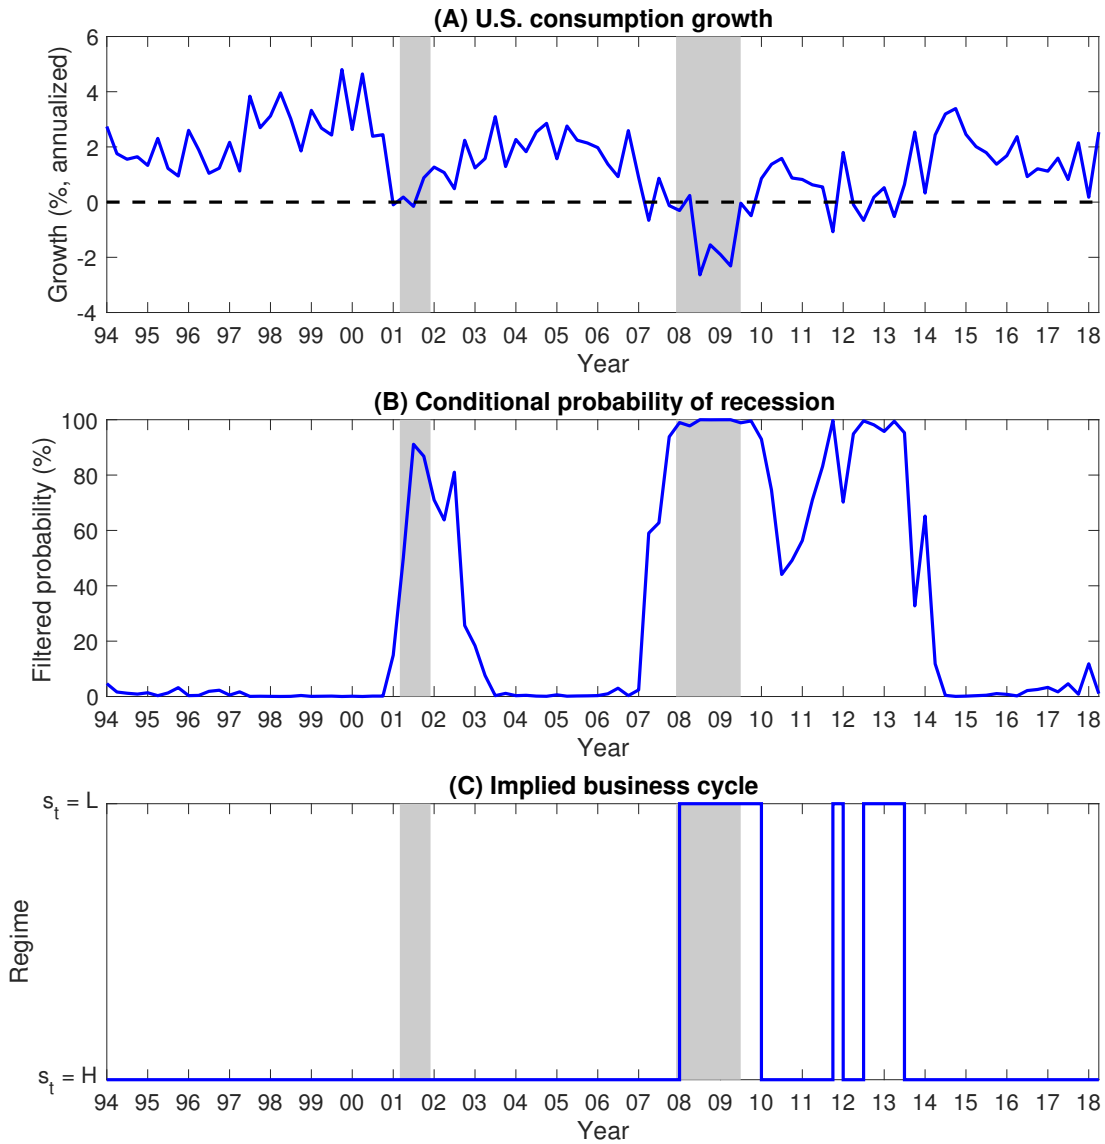 (A) U.S. consumption growth
Growth (%, annualized)
6
4
2
0
-2
-4
94 95 96 97 98 99 00 01 02 03 04 05 06 07 08 09 10 11 12 13 14 15 16 17 18
Year
(B) Conditional probability of recession
Filtered probability (%)
100
80
60
40
20
0
94 95 96 97 98 99 00 01 02 03 04 05 06 07 08 09 10 11 12 13 14 15 16 17 18
Year
(C) Implied business cycle
Regime
s_t = L
s_t = H
94 95 96 97 98 99 00 01 02 03 04 05 06 07 08 09 10 11 12 13 14 15 16 17 18
Year